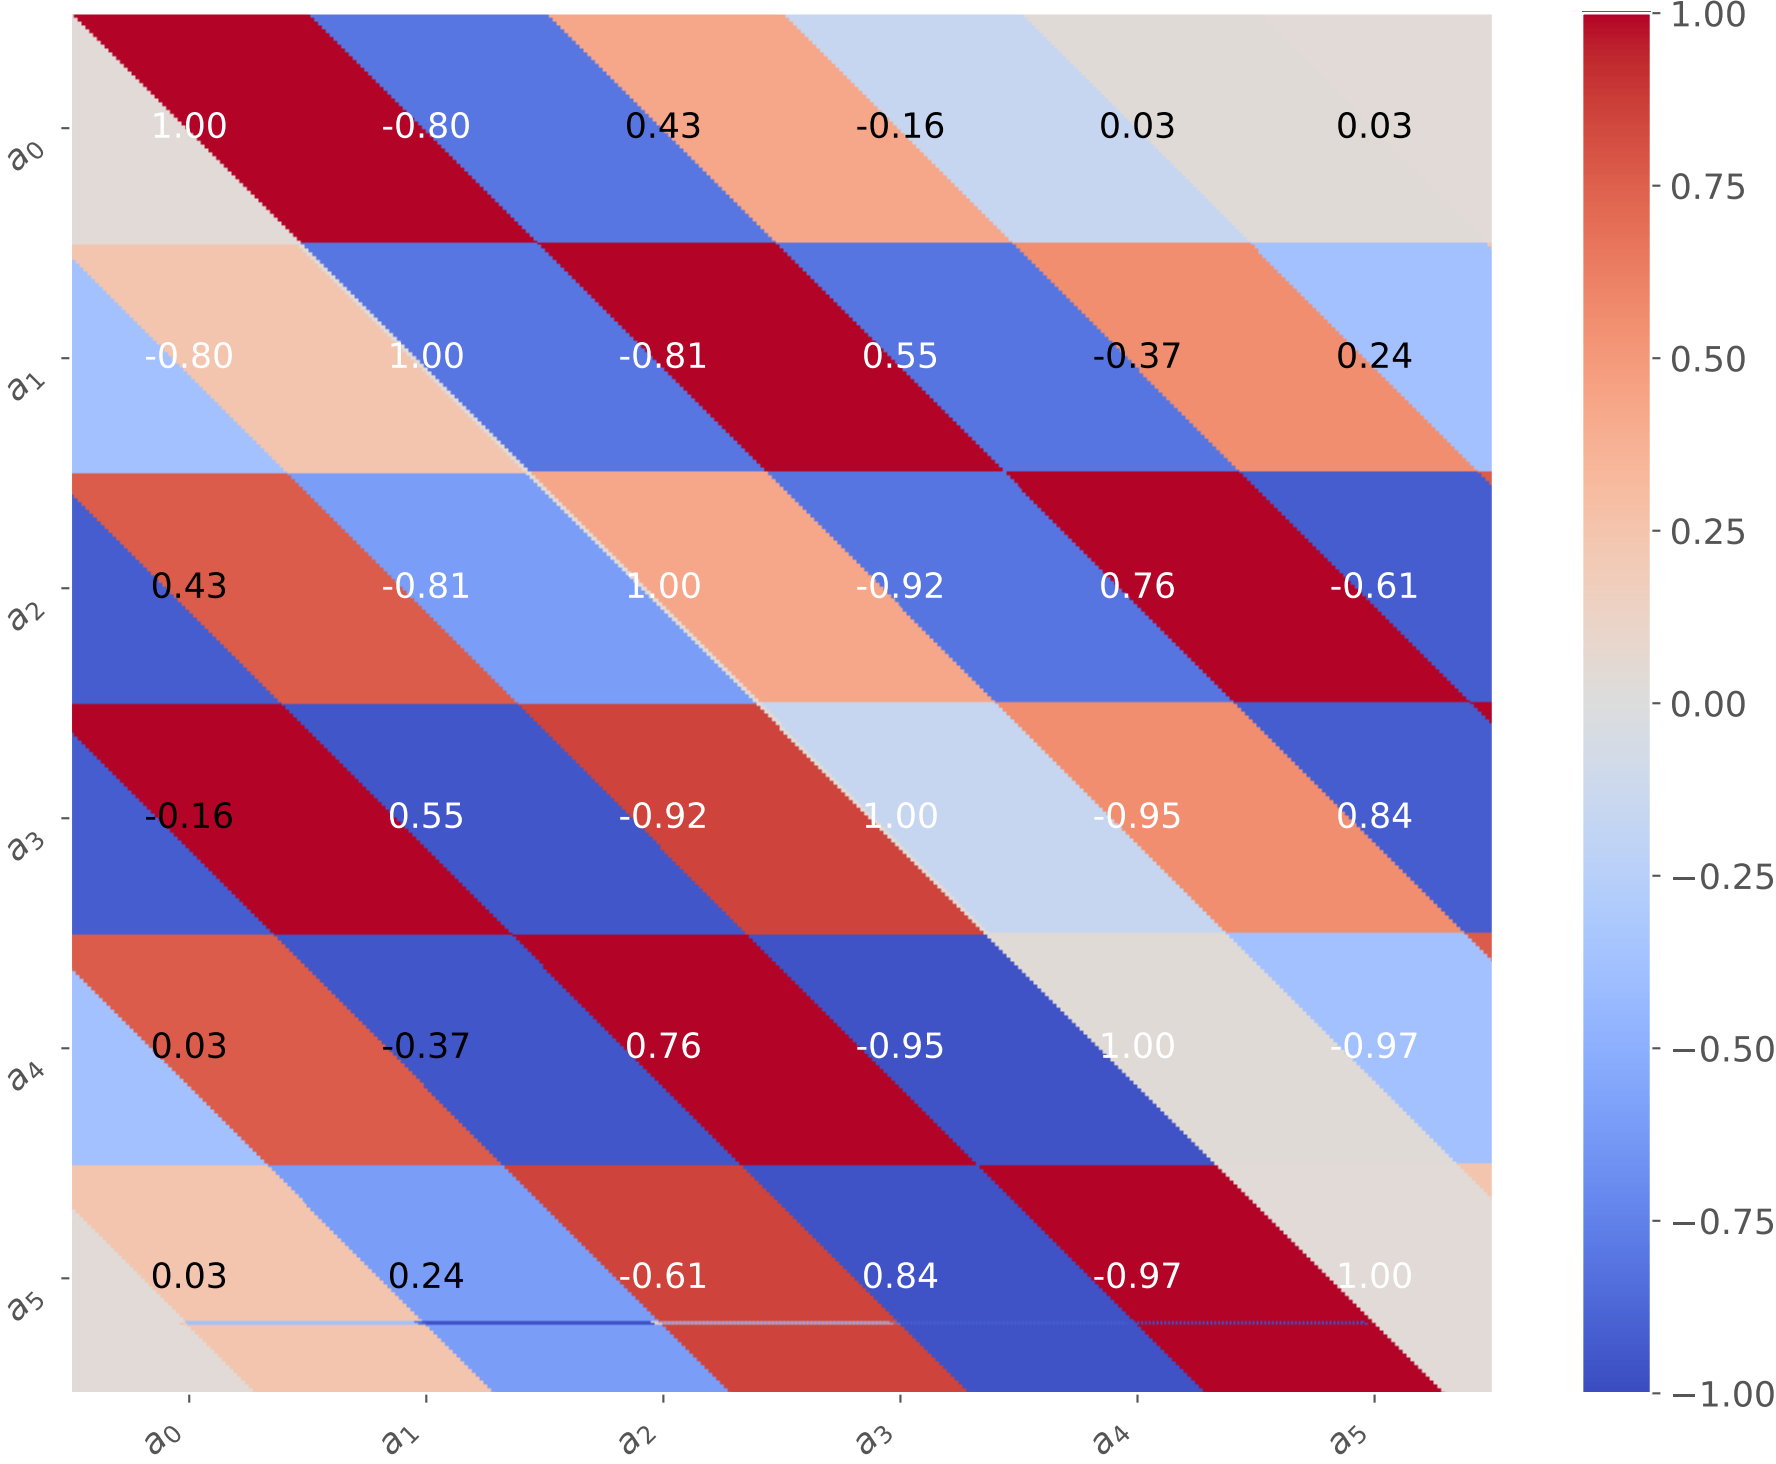 1.00
a0 1.00 -0.80 0.43 -0.16 0.03 0.03
0.75
a1 -0.80 1.00 -0.81 0.55 -0.37 0.24
0.50
0.25
a2 0.43 -0.81 1.00 -0.92 0.76 -0.61
0.00
a3 -0.16 0.55 -0.92 1.00 -0.95 0.84
−0.25
a4 0.03 -0.37 0.76 -0.95 1.00 -0.97
−0.50
−0.75
a5 0.03 0.24 -0.61 0.84 -0.97 1.00
−1.00
a0 a1 a2 a3 a4 a5